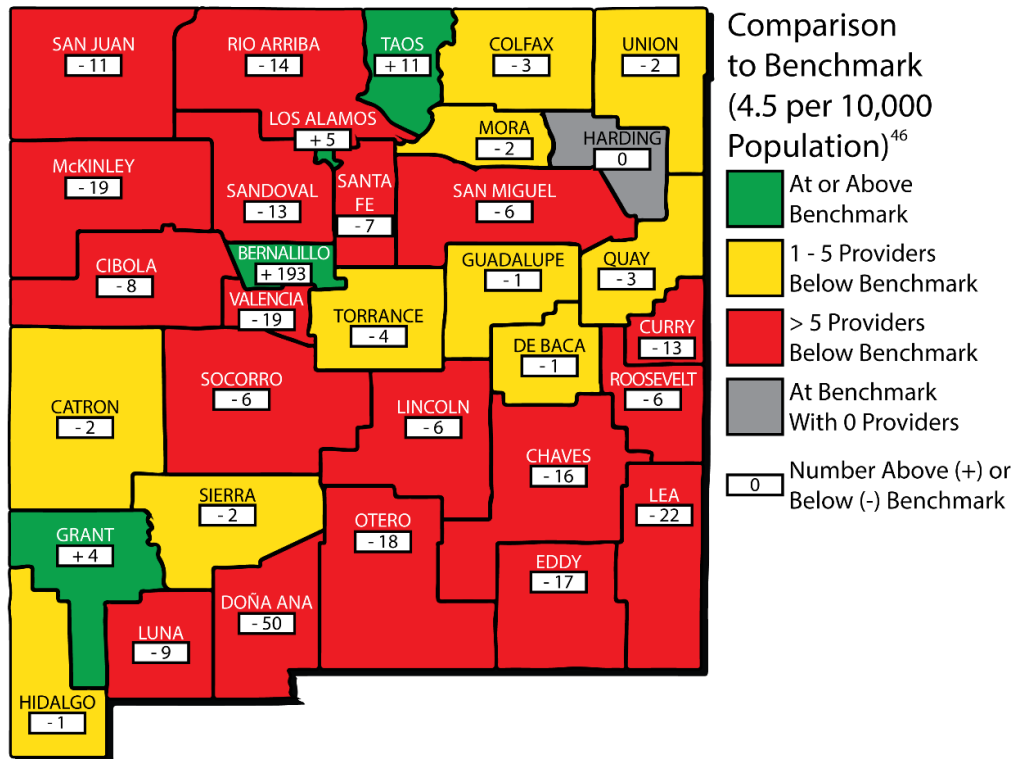 SAN JUAN
- 11
RIO ARRIBA
- 14
TAOS
+ 11
COLFAX
- 3
UNION
- 2
LOS ALAMOS
+ 5
MORA
- 2
HARDING
0
McKINLEY
- 19
SANDOVAL
- 13
SANTA
FE
- 7
SAN MIGUEL
- 6
CIBOLA
- 8
BERNALILLO
+ 193
VALENCIA
- 19
TORRANCE
- 4
GUADALUPE
- 1
QUAY
- 3
CURRY
- 13
DE BACA
- 1
ROOSEVELT
- 6
CATRON
- 2
SOCORRO
- 6
LINCOLN
- 6
CHAVES
- 16
LEA
- 22
SIERRA
- 2
OTERO
- 18
GRANT
+ 4
EDDY
- 17
DOÑA ANA
- 50
LUNA
- 9
HIDALGO
- 1
Comparison
to Benchmark
(4.5 per 10,000
Population)46
At or Above
Benchmark
1 - 5 Providers
Below Benchmark
> 5 Providers
Below Benchmark
At Benchmark
With 0 Providers
0
Number Above (+) or
Below (-) Benchmark